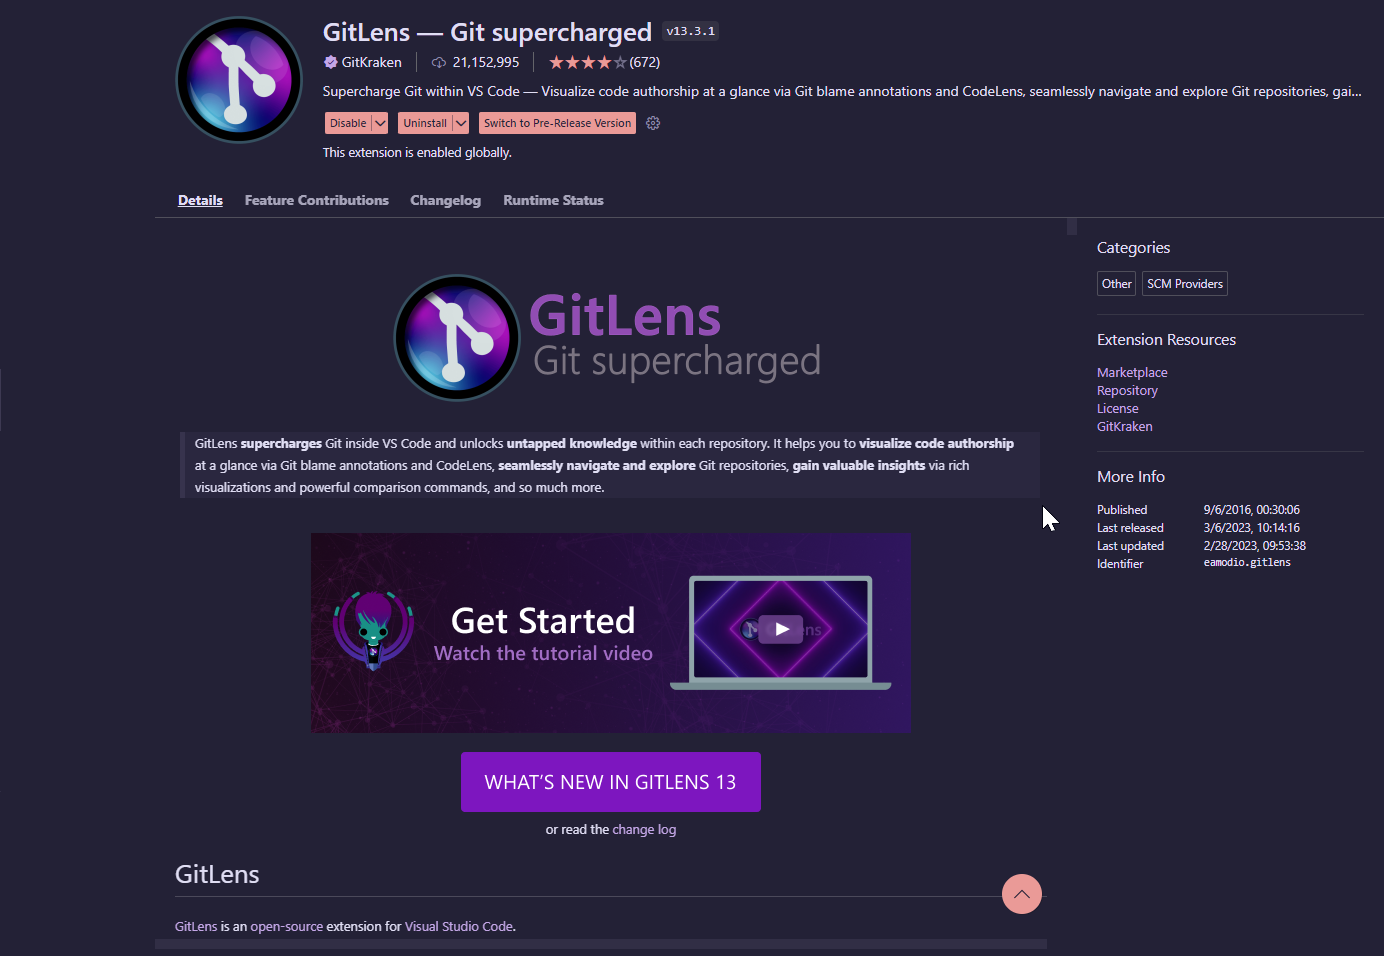 GitLens — Git supercharged v13.3.1
GitKraken 21,152,995 (672)
Supercharge Git within VS Code — Visualize code authorship at a glance via Git blame annotations and CodeLens, seamlessly navigate and explore Git repositories, gai...
Disable Uninstall Switch to Pre-Release Version
This extension is enabled globally.
Details Feature Contributions Changelog Runtime Status
GitLens
Git supercharged
GitLens supercharges Git inside VS Code and unlocks untapped knowledge within each repository. It helps you to visualize code authorship
at a glance via Git blame annotations and CodeLens, seamlessly navigate and explore Git repositories, gain valuable insights via rich
visualizations and powerful comparison commands, and so much more.
Get Started
Watch the tutorial video
WHAT'S NEW IN GITLENS 13
or read the change log
GitLens
GitLens is an open-source extension for Visual Studio Code.
Categories
Other SCM Providers
Extension Resources
Marketplace
Repository
License
GitKraken
More Info
Published 9/6/2016, 00:30:06
Last released 3/6/2023, 10:14:16
Last updated 2/28/2023, 09:53:38
Identifier eamodio.gitlens